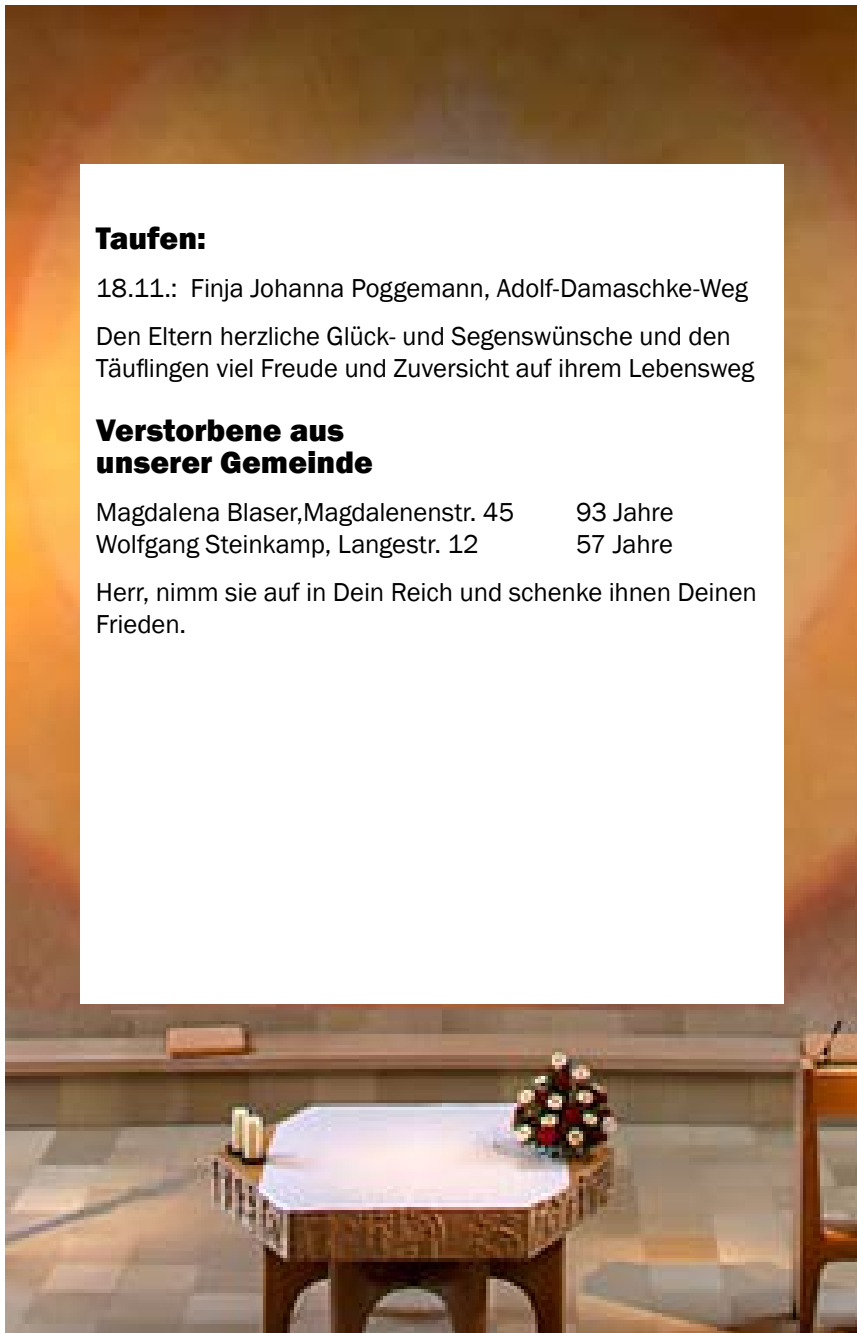 Taufen:
18.11.: Finja Johanna Poggemann, Adolf-Damaschke-Weg
Den Eltern herzliche Glück- und Segenswünsche und den
Täuflingen viel Freude und Zuversicht auf ihrem Lebensweg
Verstorbene aus
unserer Gemeinde
Magdalena Blaser,Magdalenenstr. 45 93 Jahre
Wolfgang Steinkamp, Langestr. 12 57 Jahre
Herr, nimm sie auf in Dein Reich und schenke ihnen Deinen
Frieden.